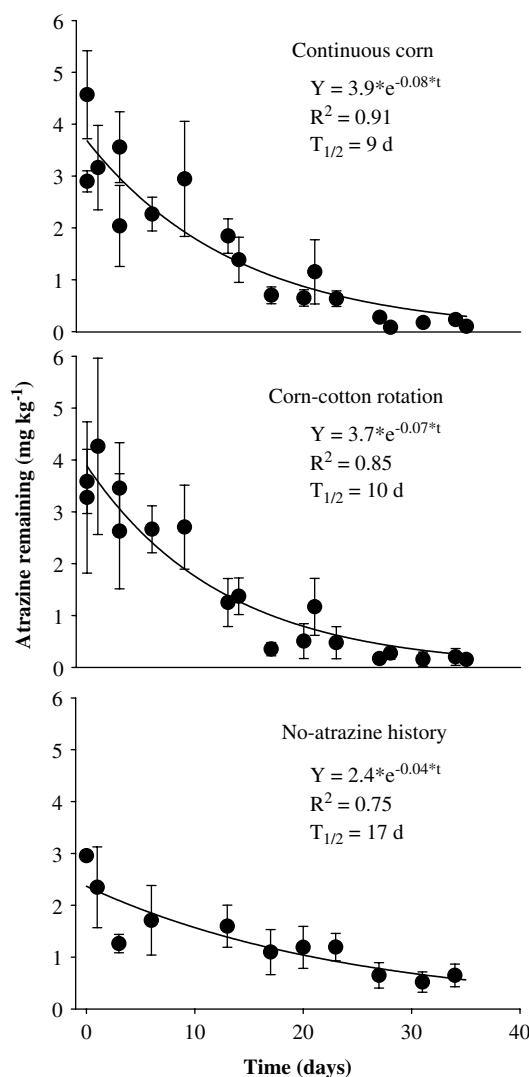 Atrazine remaining (mg kg⁻¹)
6
5
4
3
2
1
0
Continuous corn
Y = 3.9*e^-0.08*t
R² = 0.91
T1/2 = 9 d
6
5
4
3
2
1
0
Corn-cotton rotation
Y = 3.7*e^-0.07*t
R² = 0.85
T1/2 = 10 d
6
5
4
3
2
1
0
No-atrazine history
Y = 2.4*e^-0.04*t
R² = 0.75
T1/2 = 17 d
0 10 20 30 40
Time (days)